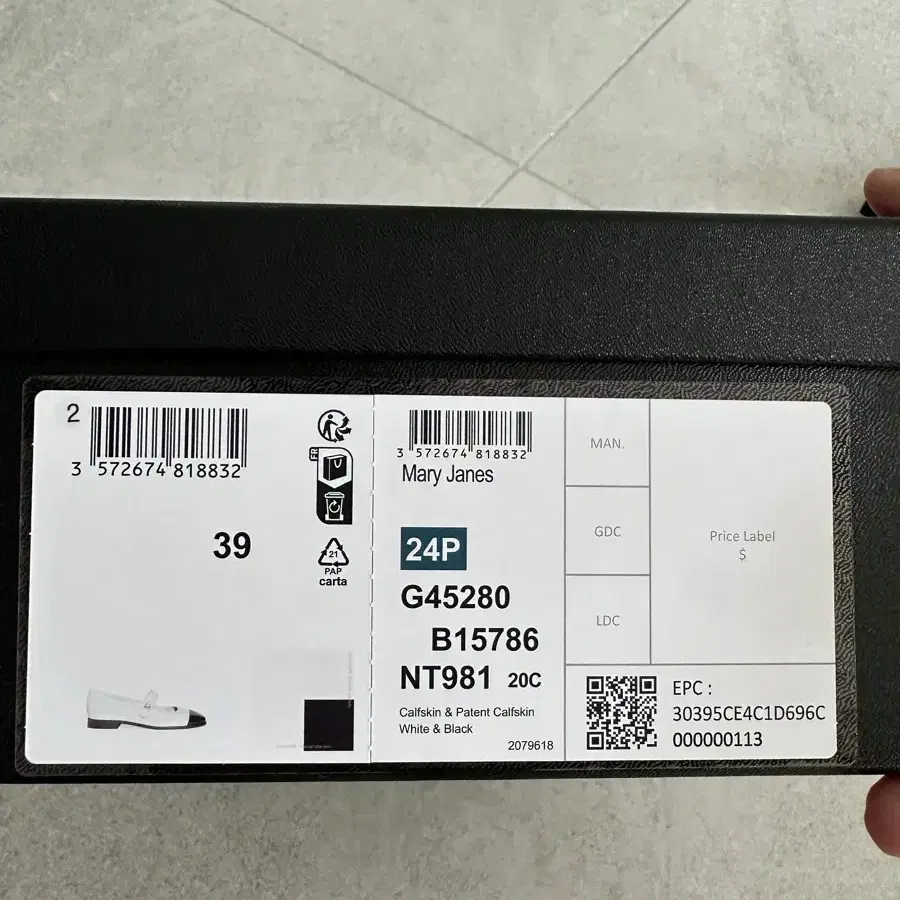 2
3 572674 818832
FR
21
PAP
carta
39
3 572674 818832
Mary Janes
24P
G45280
B15786
NT981 20C
Calfskin & Patent Calfskin
White & Black
2079618
MAN.
GDC
LDC
Price Label
$
EPC :
30395CE4C1D696C
000000113